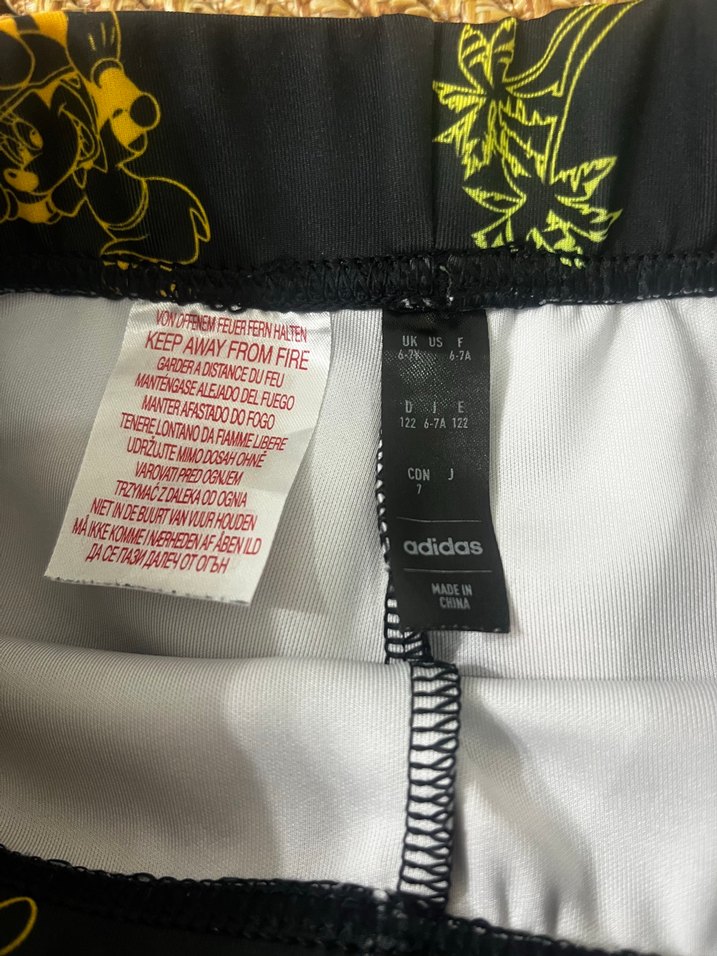 VON OFFENEM FEUER FERN HALTEN
KEEP AWAY FROM FIRE
GARDER A DISTANCE DU FEU
MANTÉNGASE ALEJADO DEL FUEGO
MANTER AFASTADO DO FOGO
TENERE LONTANO DA FIAMME LIBERE
UDRŽUJTE MIMO DOSAH OHNĚ
VAROVATI PRED OGNJEM
TRZYMAĆ Z DALEKA OD OGNIA
NIET IN DE BUURT VAN VUUR HOUDEN
MÅ IKKE KOMME I NÆRHEDEN AF ÅBEN ILD
ДА СЕ ПАЗИ ДАЛЕЧ ОТ ОГЪН
UK US F
6-7Y 6-7A
D I E
122 6-7A 122
CDN J
7
adidas
MADE IN
CHINA